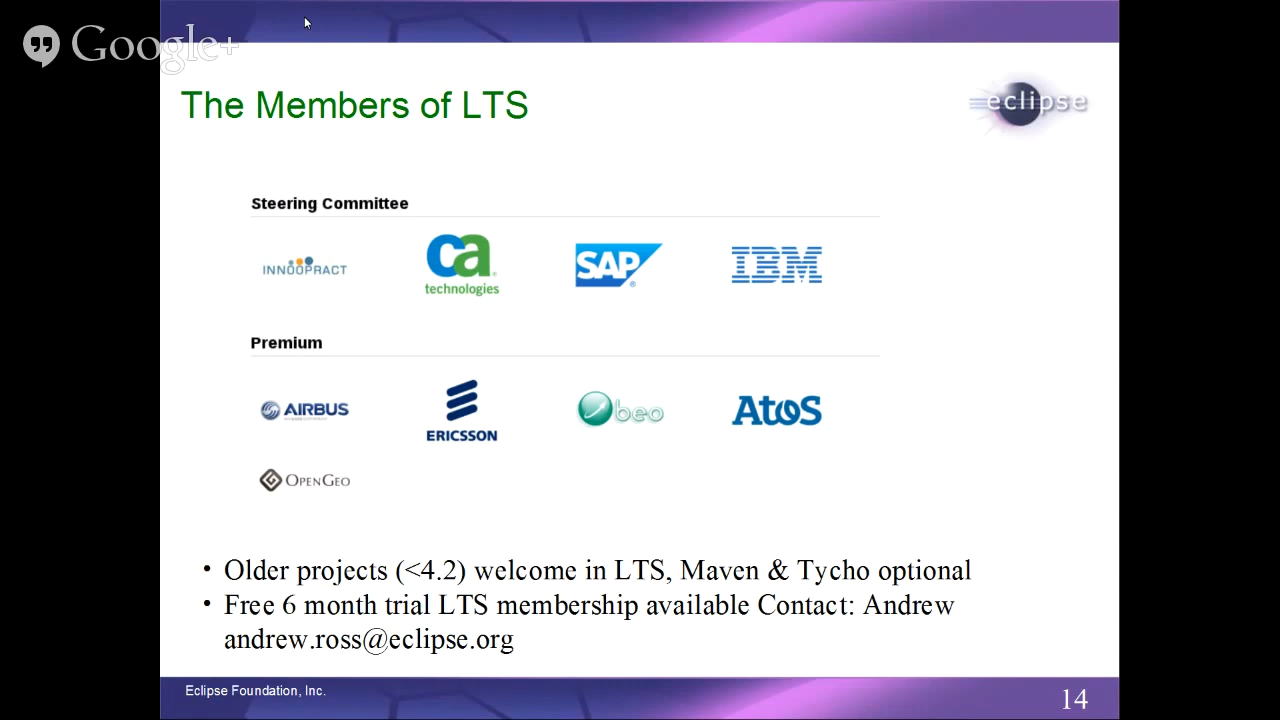 Google+
The Members of LTS
eclipse
Steering Committee
INNOOPRACT
ca
technologies
SAP
®
IBM
Premium
AIRBUS
ERICSSON
obeo
Atos
OPENGEO
• Older projects (<4.2) welcome in LTS, Maven & Tycho optional
• Free 6 month trial LTS membership available Contact: Andrew
andrew.ross@eclipse.org
Eclipse Foundation, Inc.
14